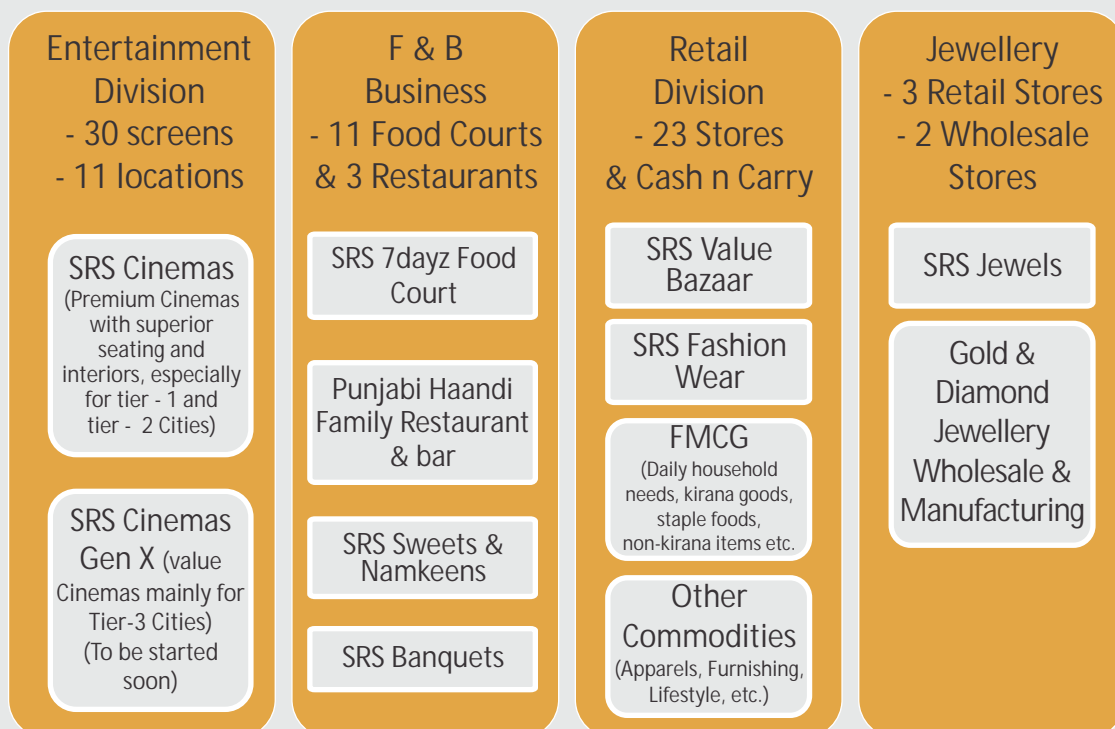 Entertainment
Division
- 30 screens
- 11 locations
SRS Cinemas
(Premium Cinemas
with superior
seating and
interiors, especially
for tier - 1 and
tier - 2 Cities)
SRS Cinemas
Gen X (value
Cinemas mainly for
Tier-3 Cities)
(To be started
soon)
F & B
Business
- 11 Food Courts
& 3 Restaurants
SRS 7dayz Food
Court
Punjabi Haandi
Family Restaurant
& bar
SRS Sweets &
Namkeens
SRS Banquets
Retail
Division
- 23 Stores
& Cash n Carry
SRS Value
Bazaar
SRS Fashion
Wear
FMCG
(Daily household
needs, kirana goods,
staple foods,
non-kirana items etc.
Other
Commodities
(Apparels, Furnishing,
Lifestyle, etc.)
Jewellery
- 3 Retail Stores
- 2 Wholesale
Stores
SRS Jewels
Gold &
Diamond
Jewellery
Wholesale &
Manufacturing